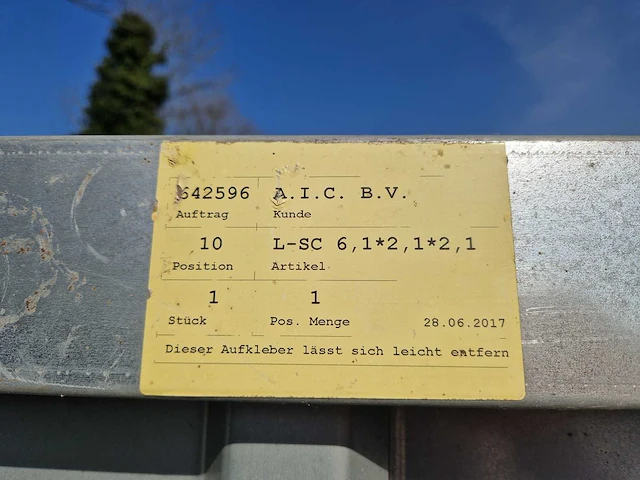 642596 A.I.C. B.V.
Auftrag Kunde
10 L-SC 6,1*2,1*2,1
Position Artikel
1 1
Stück Pos. Menge 28.06.2017
Dieser Aufkleber lässt sich leicht entfern